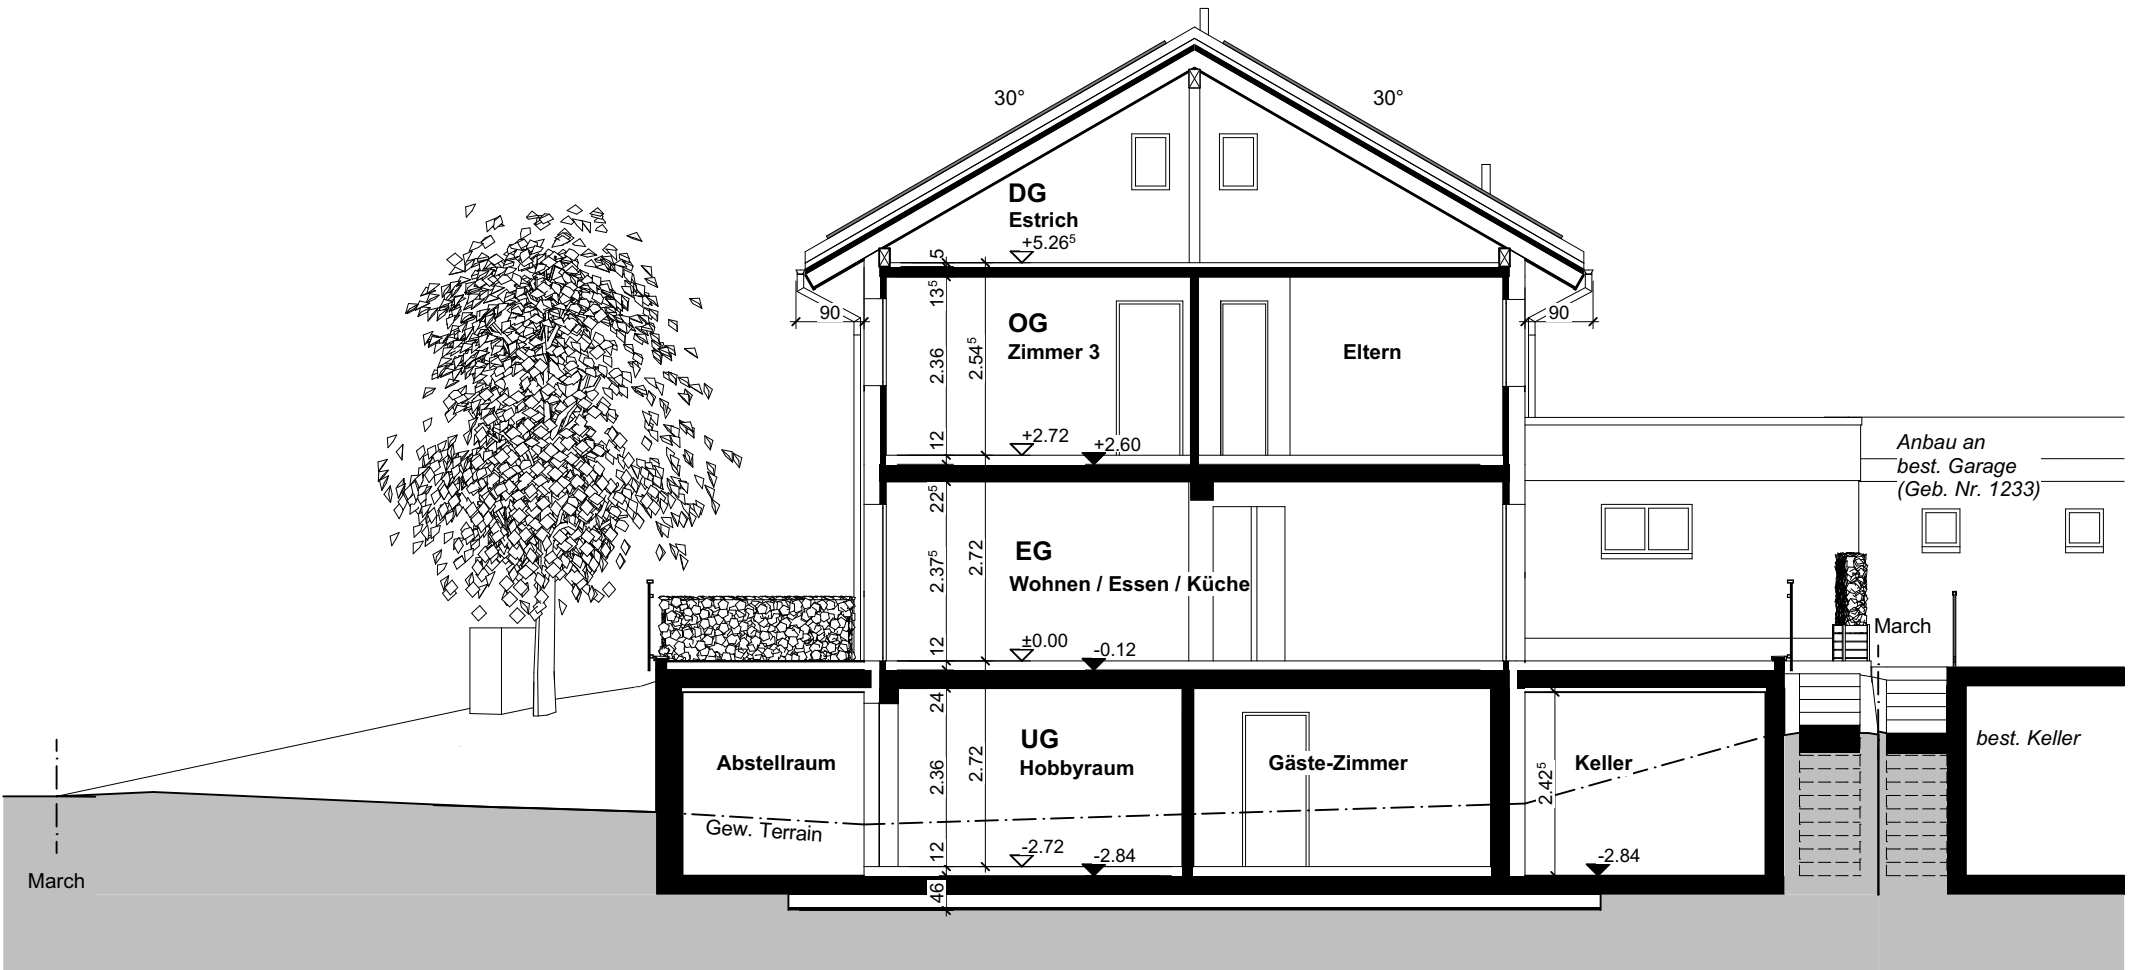 30°
30°
DG
Estrich
+5.26⁵
5
13⁵
90
90
OG
Zimmer 3
2.36
2.54⁵
Eltern
12
+2.72
+2.60
Anbau an
best. Garage
(Geb. Nr. 1233)
22⁵
EG
Wohnen / Essen / Küche
2.37⁵
2.72
12
±0.00
-0.12
March
24
UG
Hobbyraum
Abstellraum
Gäste-Zimmer
Keller
best. Keller
2.36
2.72
2.42⁵
Gew. Terrain
12
-2.72
-2.84
-2.84
March
46